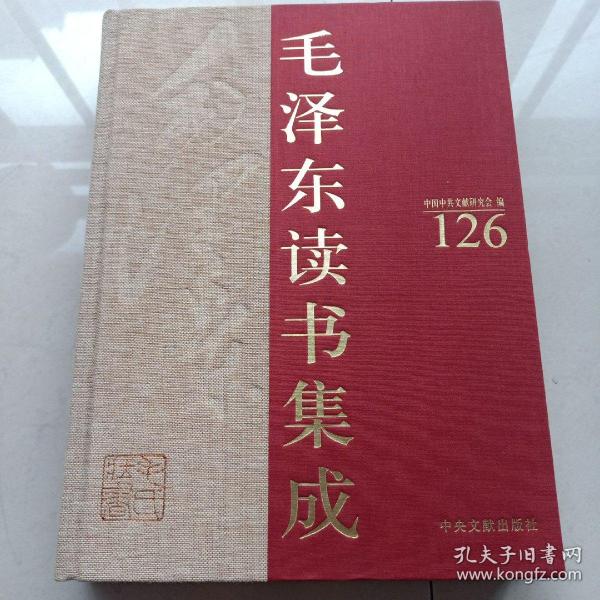 毛泽东读书集成
中国中共文献研究会 编
126
中央文献出版社
孔夫子旧书网
www.kongfz.com